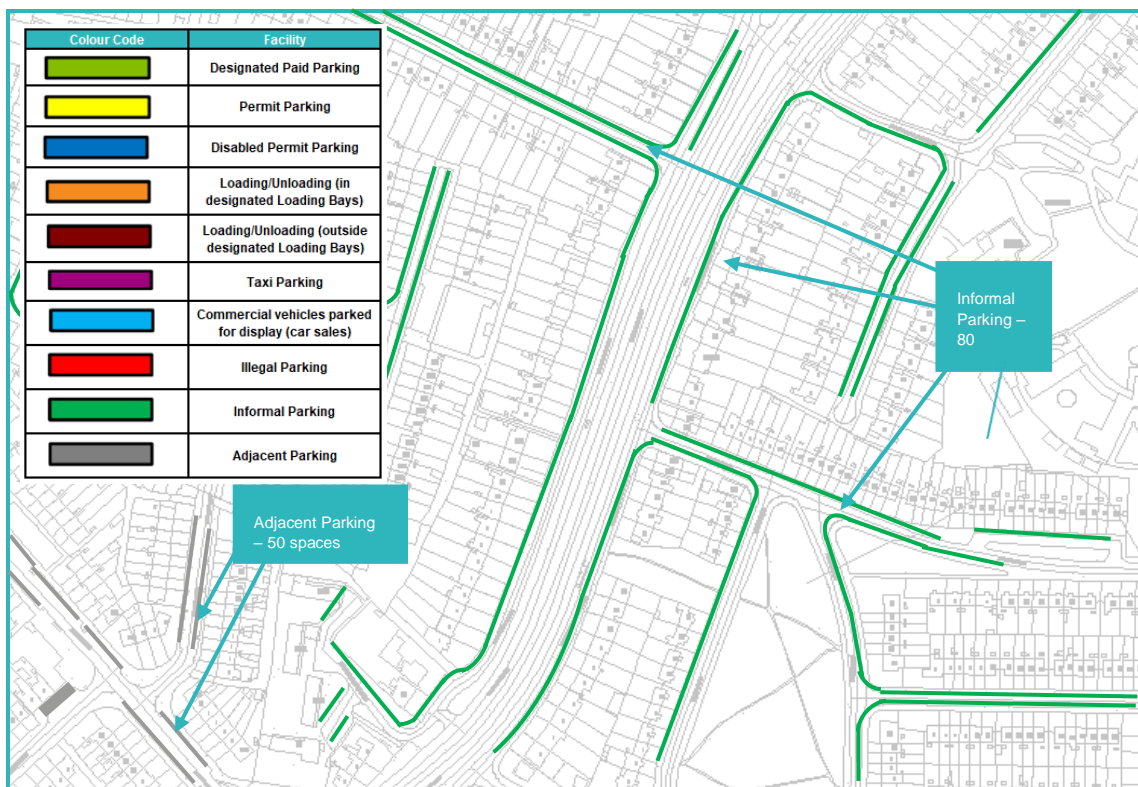 Colour Code Facility
Designated Paid Parking
Permit Parking
Disabled Permit Parking
Loading/Unloading (in
designated Loading Bays)
Loading/Unloading (outside
designated Loading Bays)
Taxi Parking
Commercial vehicles parked
for display (car sales)
Illegal Parking
Informal Parking
Adjacent Parking
Informal
Parking –
80
Adjacent Parking
– 50 spaces